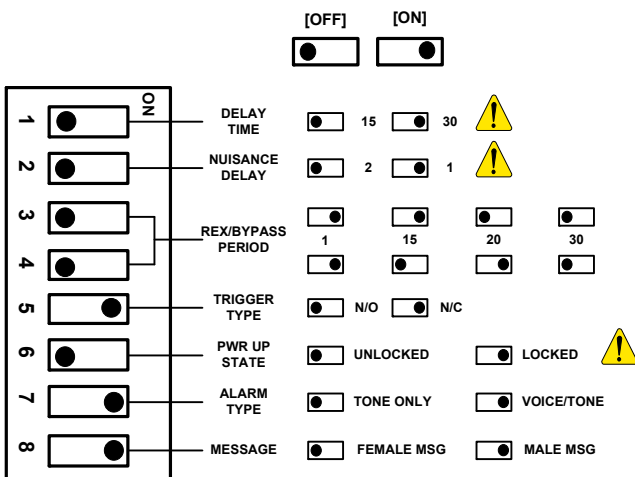 [OFF] [ON]
ON
1 DELAY TIME 15 30
2 NUISANCE DELAY 2 1
3
4 REX/BYPASS PERIOD 1 15 20 30
5 TRIGGER TYPE N/O N/C
6 PWR UP STATE UNLOCKED LOCKED
7 ALARM TYPE TONE ONLY VOICE/TONE
8 MESSAGE FEMALE MSG MALE MSG